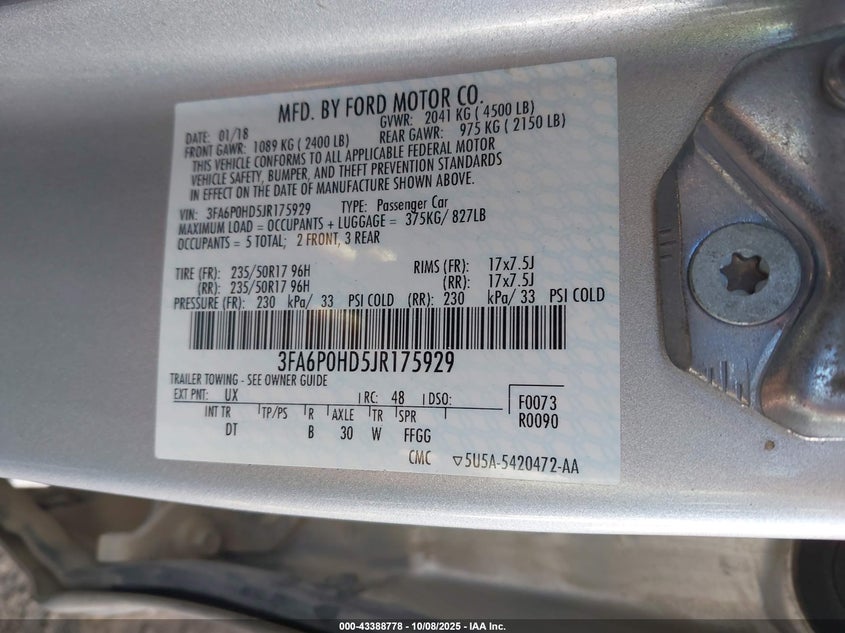 MFD. BY FORD MOTOR CO.
DATE: 01/18 GVWR: 2041 KG ( 4500 LB)
FRONT GAWR: 1089 KG ( 2400 LB) REAR GAWR: 975 KG ( 2150 LB)
THIS VEHICLE CONFORMS TO ALL APPLICABLE FEDERAL MOTOR
VEHICLE SAFETY, BUMPER, AND THEFT PREVENTION STANDARDS
IN EFFECT ON THE DATE OF MANUFACTURE SHOWN ABOVE.
VIN: 3FA6P0HD5JR175929 TYPE: Passenger Car
MAXIMUM LOAD = OCCUPANTS + LUGGAGE = 375KG/ 827LB
OCCUPANTS = 5 TOTAL; 2 FRONT, 3 REAR
TIRE (FR): 235/50R17 96H RIMS (FR): 17x7.5J
(RR): 235/50R17 96H (RR): 17x7.5J
PRESSURE (FR): 230 kPa/ 33 PSI COLD (RR): 230 kPa/ 33 PSI COLD
3FA6P0HD5JR175929
TRAILER TOWING - SEE OWNER GUIDE
EXT PNT: UX RC: 48 DSO: F0073
INT TR TP/PS R AXLE TR SPR R0090
DT B 30 W FFGG
CMC ▽5U5A-5420472-AA
000-43388778 - 10/08/2025 - IAA Inc.